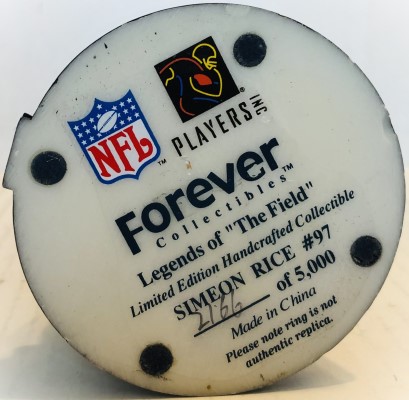 NFL ™
PLAYERS INC ®
Forever
Collectibles™
Legends of "The Field"
Limited Edition Handcrafted Collectible
SIMEON RICE #97
2166 of 5,000
Made in China
Please note ring is not
authentic replica.